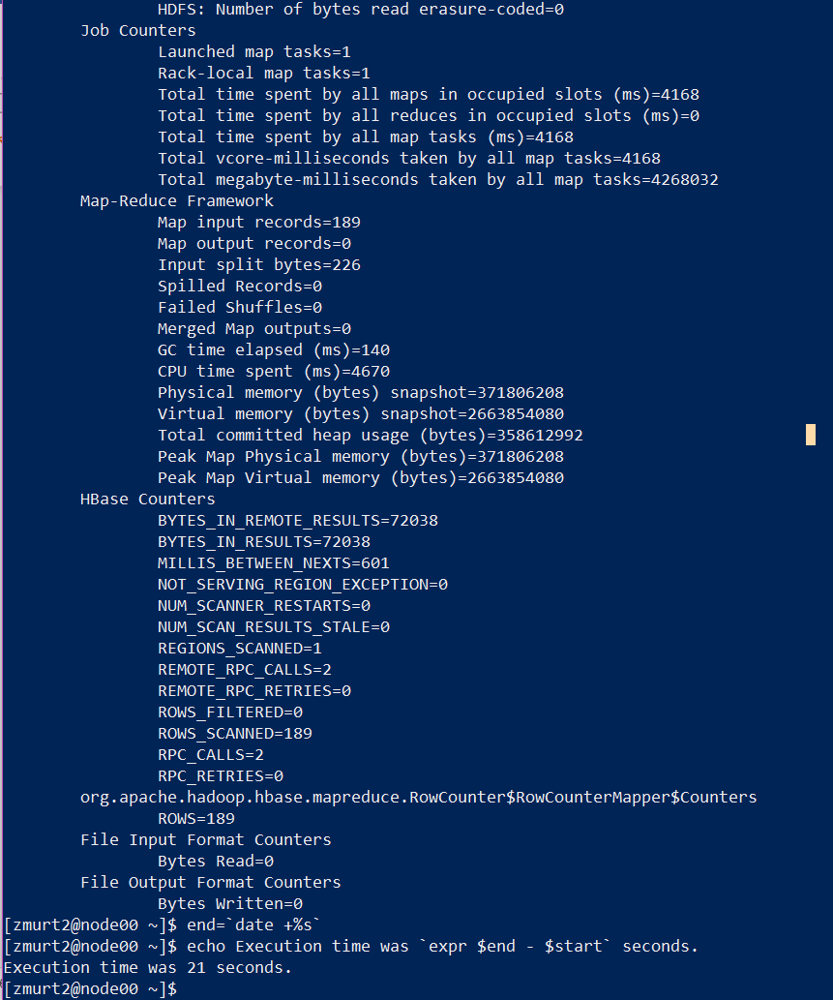 HDFS: Number of bytes read erasure-coded=0
Job Counters
Launched map tasks=1
Rack-local map tasks=1
Total time spent by all maps in occupied slots (ms)=4168
Total time spent by all reduces in occupied slots (ms)=0
Total time spent by all map tasks (ms)=4168
Total vcore-milliseconds taken by all map tasks=4168
Total megabyte-milliseconds taken by all map tasks=4268032
Map-Reduce Framework
Map input records=189
Map output records=0
Input split bytes=226
Spilled Records=0
Failed Shuffles=0
Merged Map outputs=0
GC time elapsed (ms)=140
CPU time spent (ms)=4670
Physical memory (bytes) snapshot=371806208
Virtual memory (bytes) snapshot=2663854080
Total committed heap usage (bytes)=358612992
Peak Map Physical memory (bytes)=371806208
Peak Map Virtual memory (bytes)=2663854080
HBase Counters
BYTES_IN_REMOTE_RESULTS=72038
BYTES_IN_RESULTS=72038
MILLIS_BETWEEN_NEXTS=601
NOT_SERVING_REGION_EXCEPTION=0
NUM_SCANNER_RESTARTS=0
NUM_SCAN_RESULTS_STALE=0
REGIONS_SCANNED=1
REMOTE_RPC_CALLS=2
REMOTE_RPC_RETRIES=0
ROWS_FILTERED=0
ROWS_SCANNED=189
RPC_CALLS=2
RPC_RETRIES=0
org.apache.hadoop.hbase.mapreduce.RowCounter$RowCounterMapper$Counters
ROWS=189
File Input Format Counters
Bytes Read=0
File Output Format Counters
Bytes Written=0
[zmurt2@node00 ~]$ end=`date +%s`
[zmurt2@node00 ~]$ echo Execution time was `expr $end - $start` seconds.
Execution time was 21 seconds.
[zmurt2@node00 ~]$